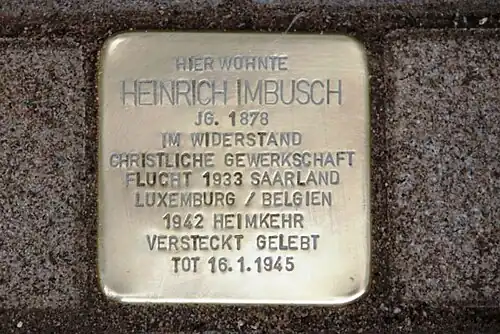 HIER WOHNTE
HEINRICH IMBUSCH
JG. 1878
IM WIDERSTAND
CHRISTLICHE GEWERKSCHAFT
FLUCHT 1933 SAARLAND
LUXEMBURG / BELGIEN
1942 HEIMKEHR
VERSTECKT GELEBT
TOT 16.1.1945